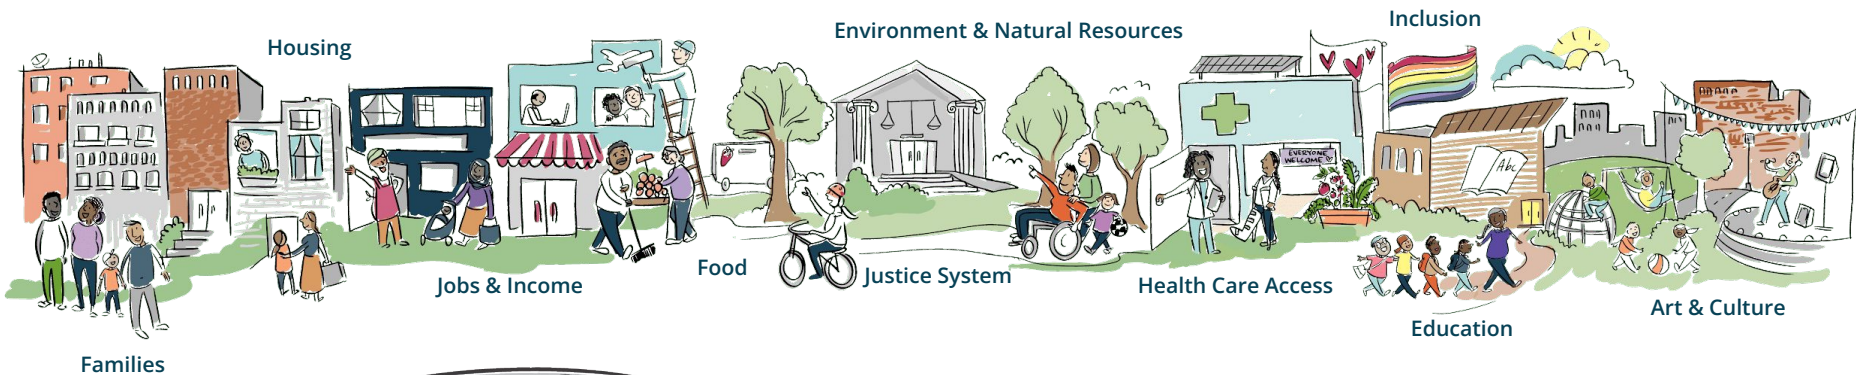 Inclusion
Environment & Natural Resources
Housing
EVERYONE
WELCOME
Abc
Food
Justice System
Jobs & Income
Health Care Access
Art & Culture
Education
Families